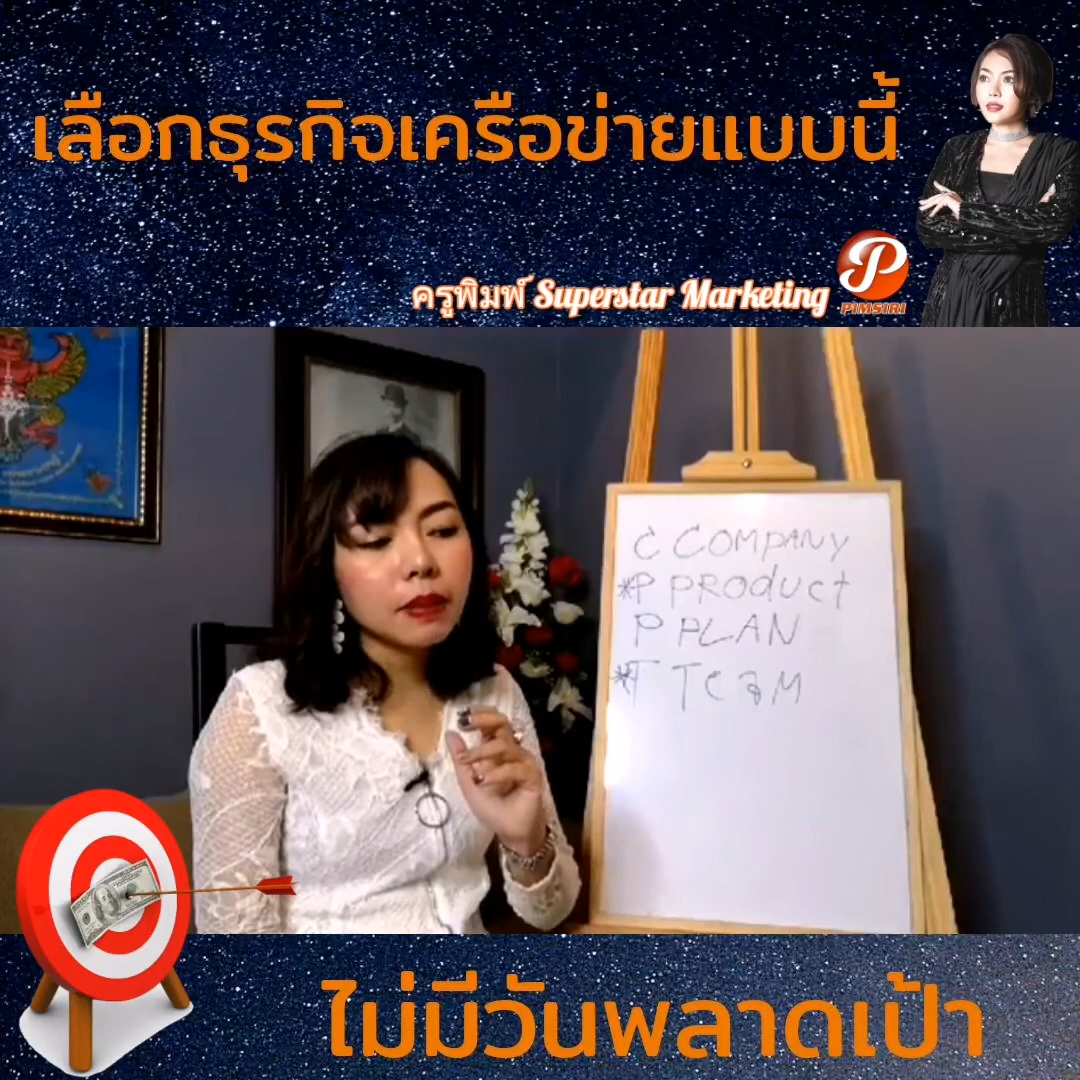 เลือกธุรกิจเครือข่ายแบบนี้
ครูพิมพ์ Superstar Marketing
P
PIMSIRI
C COMPANY
*P PRODUCT
P PLAN
*T TEAM
ไม่มีวันพลาดเป้า